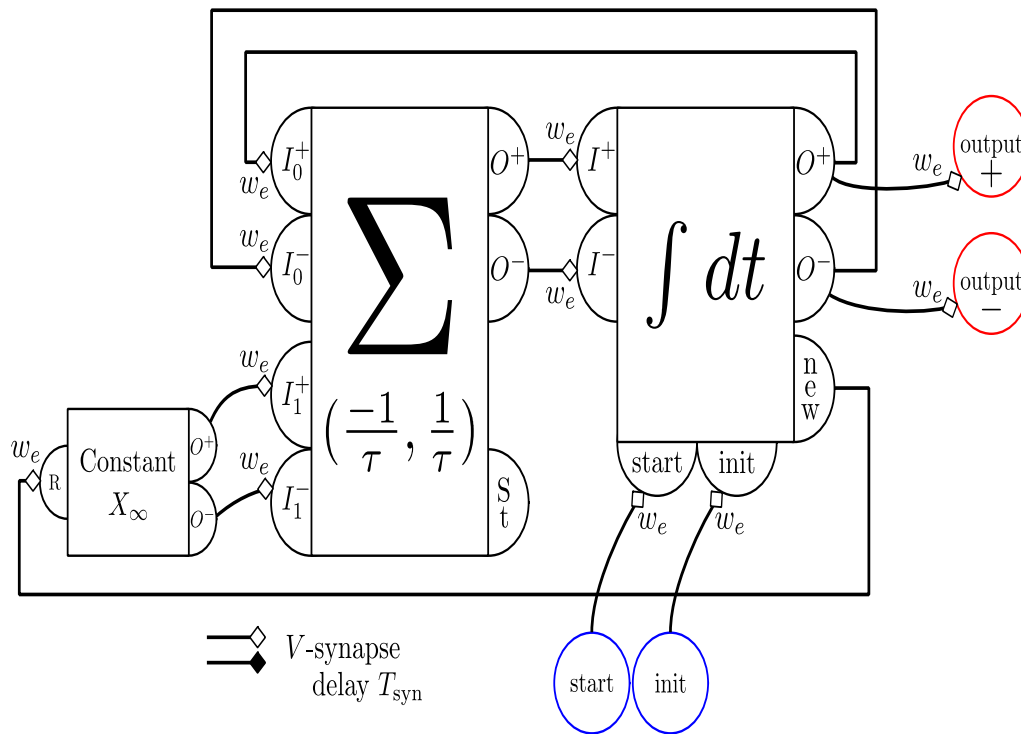 w_e
I_0^+
O^+
w_e
I^+
O^+
w_e
output
+
w_e
I_0^-
O^-
w_e
I^-
O^-
w_e
output
−
∑
∫ dt
(−1/τ, 1/τ)
w_e
I_1^+
n
e
w
w_e
R
Constant
X_∞
O^+
O^-
w_e
I_1^-
S
t
start
init
w_e
w_e
V-synapse
delay T_syn
start
init